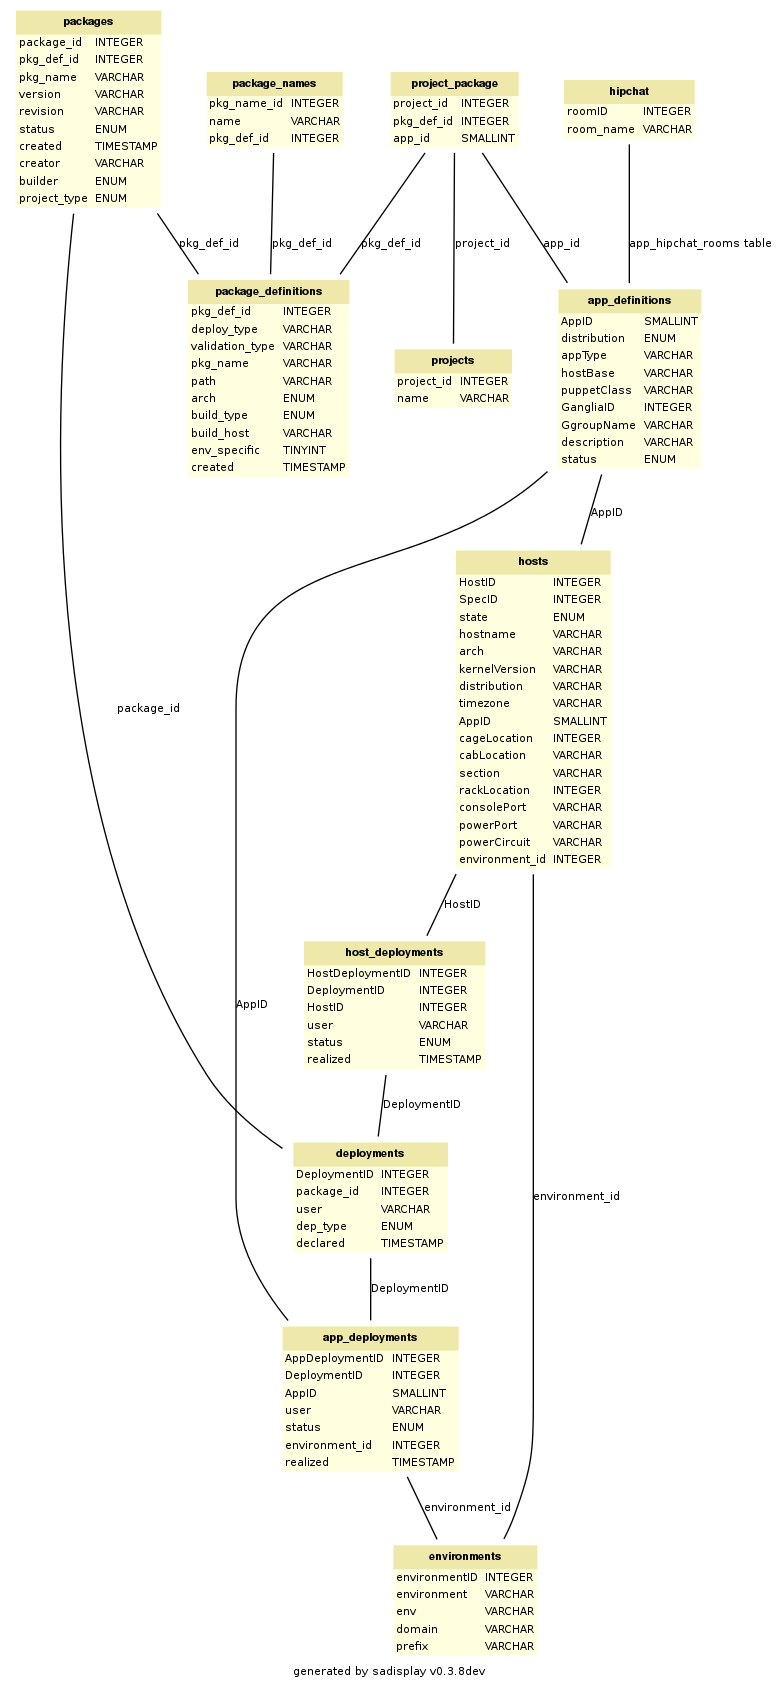 packages
package_id INTEGER
pkg_def_id INTEGER
pkg_name VARCHAR
version VARCHAR
revision VARCHAR
status ENUM
created TIMESTAMP
creator VARCHAR
builder ENUM
project_type ENUM
package_names
pkg_name_id INTEGER
name VARCHAR
pkg_def_id INTEGER
project_package
project_id INTEGER
pkg_def_id INTEGER
app_id SMALLINT
hipchat
roomID INTEGER
room_name VARCHAR
pkg_def_id
pkg_def_id
pkg_def_id
project_id
app_id
app_hipchat_rooms table
package_definitions
pkg_def_id INTEGER
deploy_type VARCHAR
validation_type VARCHAR
pkg_name VARCHAR
path VARCHAR
arch ENUM
build_type ENUM
build_host VARCHAR
env_specific TINYINT
created TIMESTAMP
projects
project_id INTEGER
name VARCHAR
app_definitions
AppID SMALLINT
distribution ENUM
appType VARCHAR
hostBase VARCHAR
puppetClass VARCHAR
GangliaID INTEGER
GgroupName VARCHAR
description VARCHAR
status ENUM
AppID
hosts
HostID INTEGER
SpecID INTEGER
state ENUM
hostname VARCHAR
arch VARCHAR
kernelVersion VARCHAR
distribution VARCHAR
timezone VARCHAR
AppID SMALLINT
cageLocation INTEGER
cabLocation VARCHAR
section VARCHAR
rackLocation INTEGER
consolePort VARCHAR
powerPort VARCHAR
powerCircuit VARCHAR
environment_id INTEGER
package_id
HostID
host_deployments
HostDeploymentID INTEGER
DeploymentID INTEGER
HostID INTEGER
user VARCHAR
status ENUM
realized TIMESTAMP
AppID
DeploymentID
deployments
DeploymentID INTEGER
package_id INTEGER
user VARCHAR
dep_type ENUM
declared TIMESTAMP
environment_id
DeploymentID
app_deployments
AppDeploymentID INTEGER
DeploymentID INTEGER
AppID SMALLINT
user VARCHAR
status ENUM
environment_id INTEGER
realized TIMESTAMP
environment_id
environments
environmentID INTEGER
environment VARCHAR
env VARCHAR
domain VARCHAR
prefix VARCHAR
generated by sadisplay v0.3.8dev